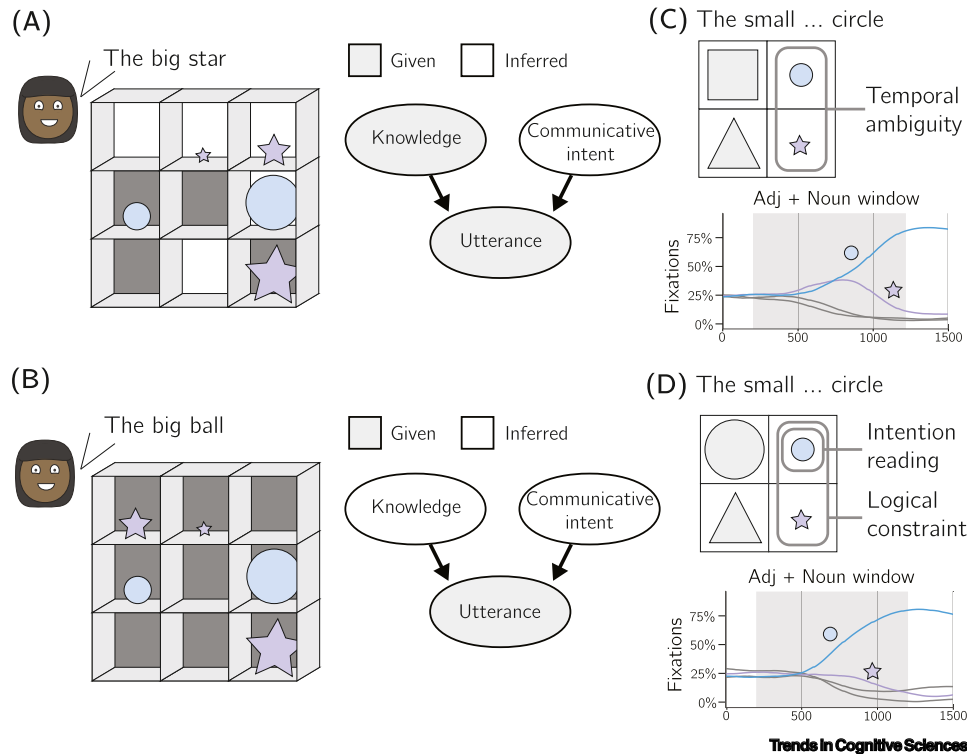 (A)
The big star
Given
Inferred
Knowledge
Communicative
intent
Utterance
(C)
The small ... circle
Temporal
ambiguity
Adj + Noun window
Fixations
75%
50%
25%
0%
0
500
1000
1500
(B)
The big ball
Given
Inferred
Knowledge
Communicative
intent
Utterance
(D)
The small ... circle
Intention
reading
Logical
constraint
Adj + Noun window
Fixations
75%
50%
25%
0%
0
500
1000
1500
Trends in Cognitive Sciences